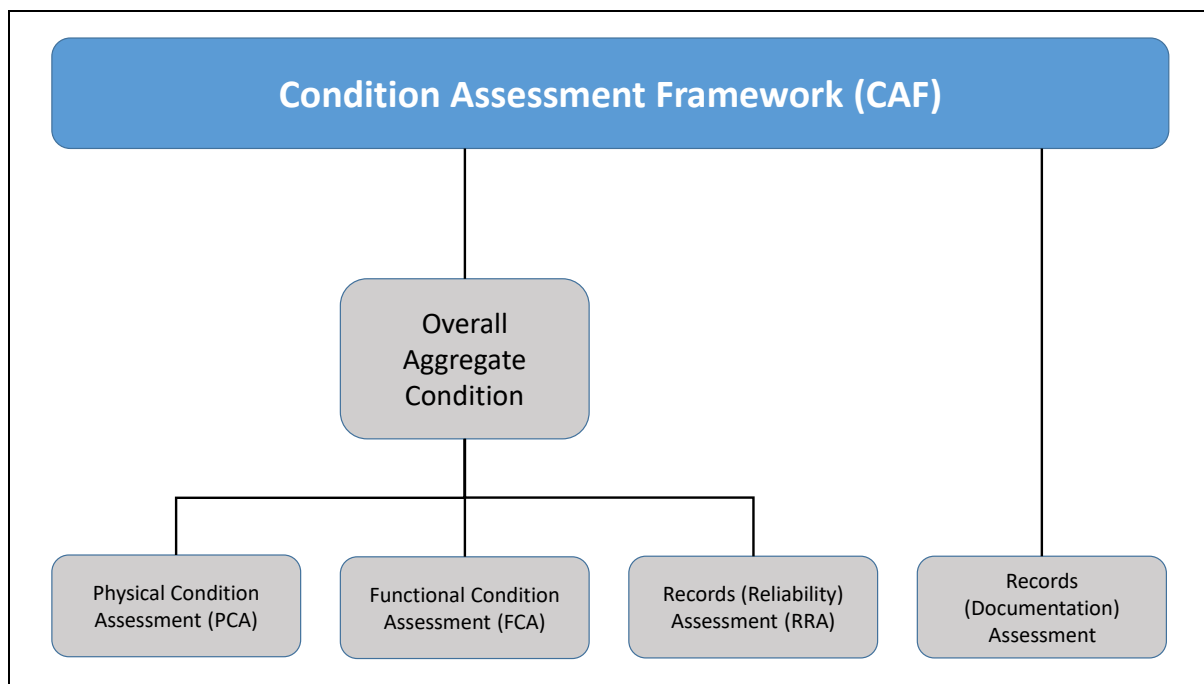 Condition Assessment Framework (CAF)
Overall
Aggregate
Condition
Physical Condition
Assessment (PCA)
Functional Condition
Assessment (FCA)
Records (Reliability)
Assessment (RRA)
Records
(Documentation)
Assessment